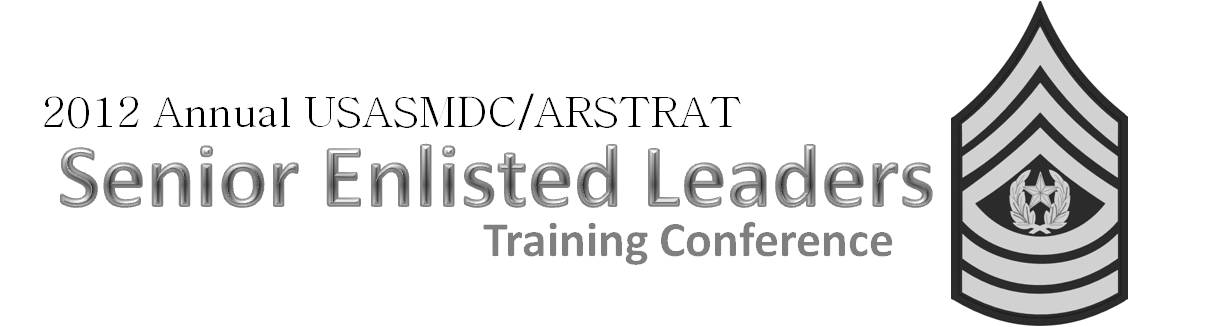 2012 Annual USASMDC/ARSTRAT
Senior Enlisted Leaders
Training Conference